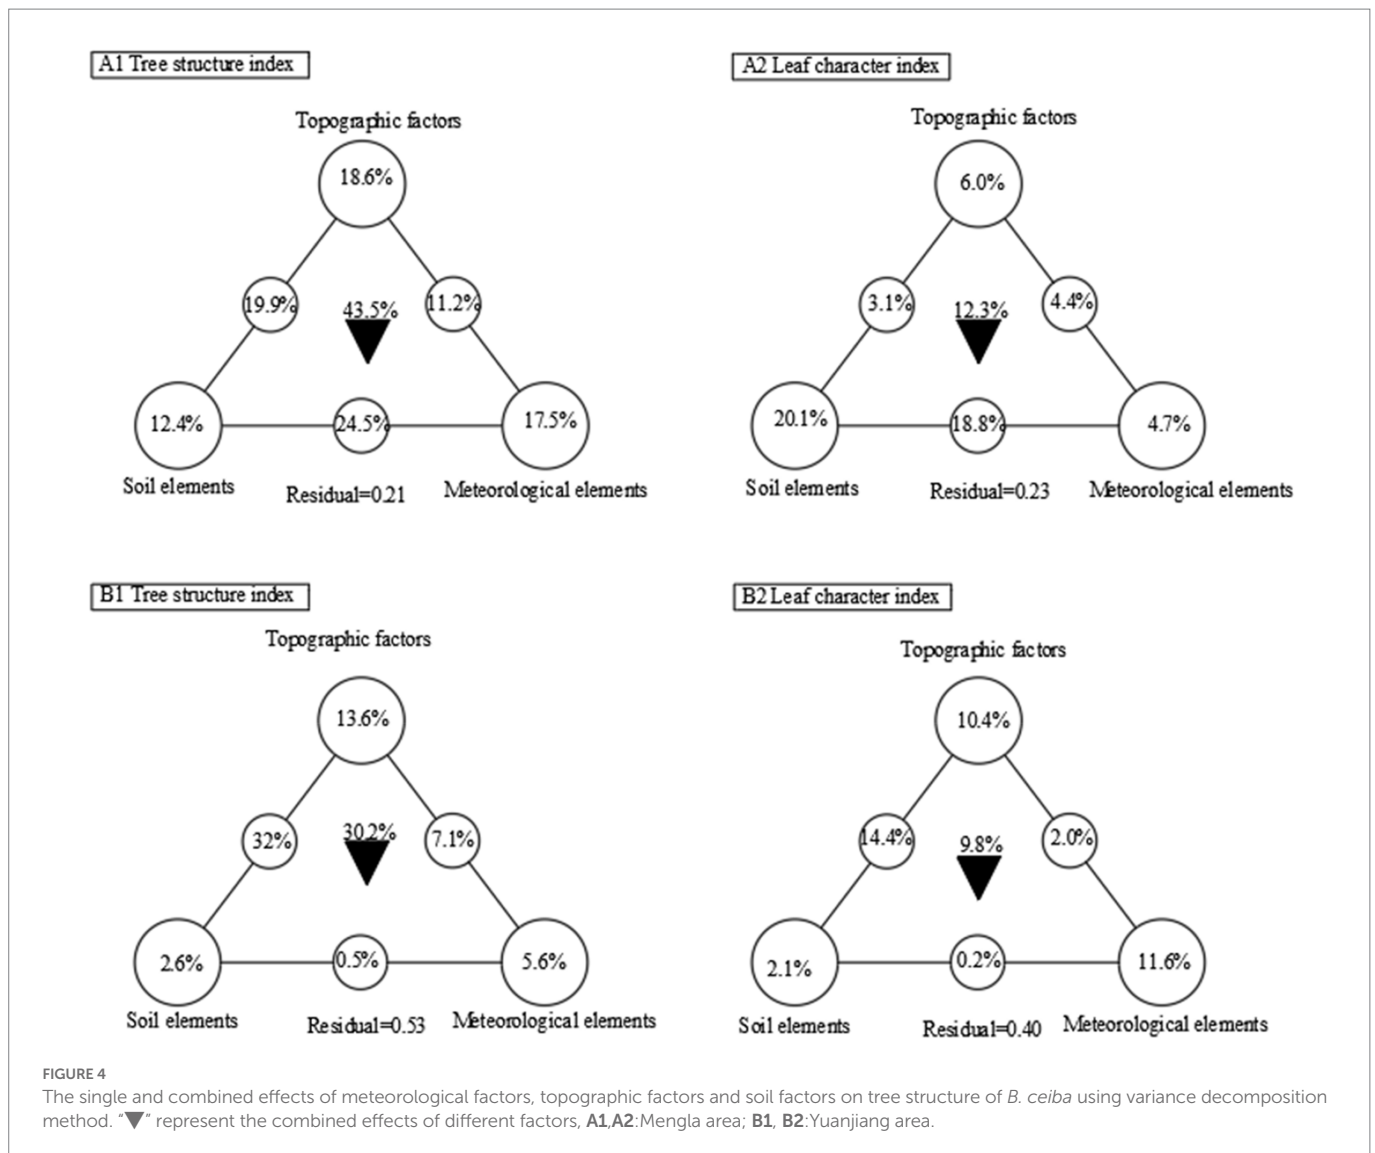 A1 Tree structure index
Topographic factors
18.6%
19.9%
43.5%
11.2%
12.4%
24.5%
17.5%
Soil elements
Residual=0.21
Meteorological elements
A2 Leaf character index
Topographic factors
6.0%
3.1%
12.3%
4.4%
20.1%
18.8%
4.7%
Soil elements
Residual=0.23
Meteorological elements
B1 Tree structure index
Topographic factors
13.6%
32%
30.2%
7.1%
2.6%
0.5%
5.6%
Soil elements
Residual=0.53
Meteorological elements
B2 Leaf character index
Topographic factors
10.4%
14.4%
9.8%
2.0%
2.1%
0.2%
11.6%
Soil elements
Residual=0.40
Meteorological elements
FIGURE 4
The single and combined effects of meteorological factors, topographic factors and soil factors on tree structure of B. ceiba using variance decomposition
method. “▼” represent the combined effects of different factors, A1,A2:Mengla area; B1, B2:Yuanjiang area.